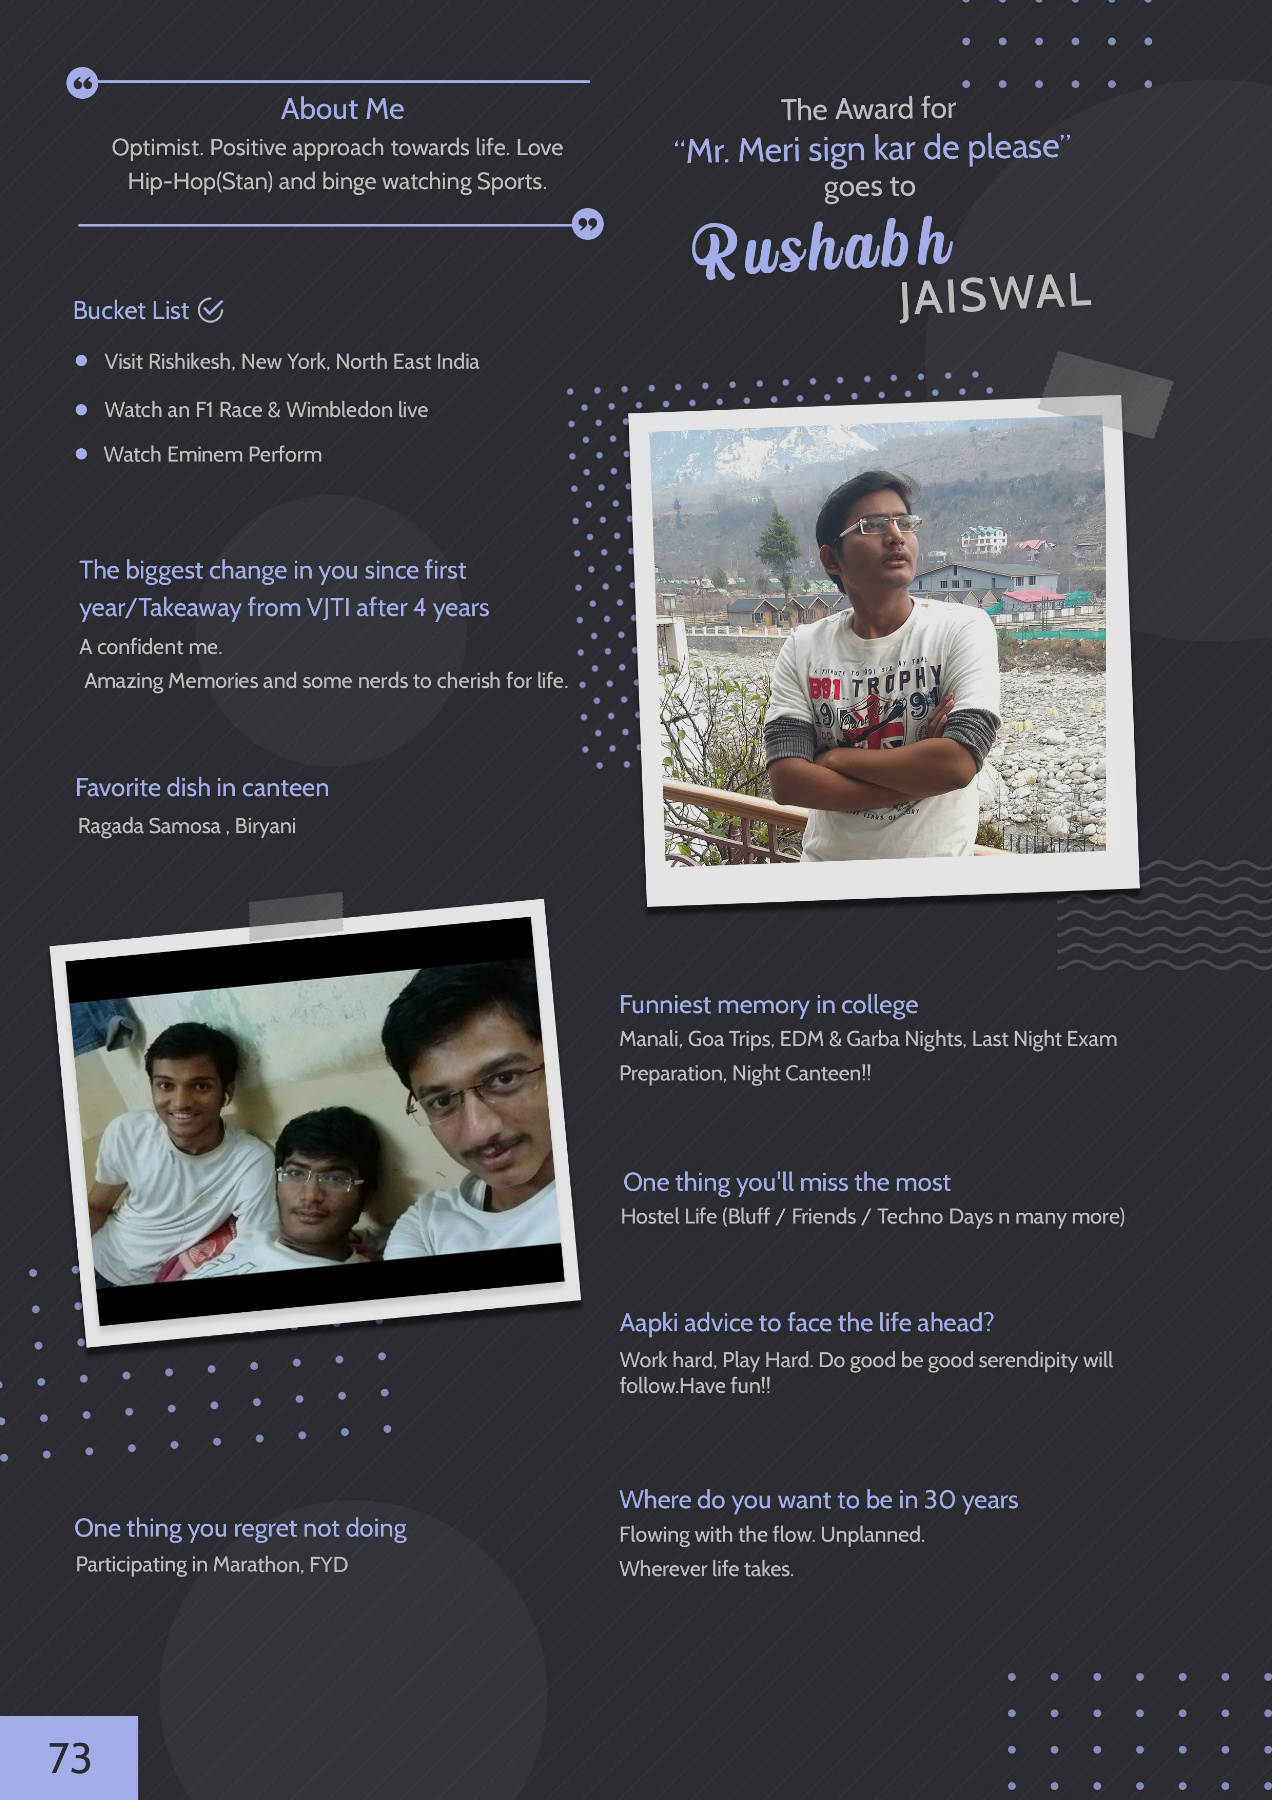 About Me
Optimist. Positive approach towards life. Love
Hip-Hop(Stan) and binge watching Sports.
The Award for
“Mr. Meri sign kar de please”
goes to
Rushabh
JAISWAL
Bucket List
Visit Rishikesh, New York, North East India
Watch an F1 Race & Wimbledon live
Watch Eminem Perform
The biggest change in you since first
year/Takeaway from VJTI after 4 years
A confident me.
Amazing Memories and some nerds to cherish for life.
Favorite dish in canteen
Ragada Samosa , Biryani
TROPHY
Funniest memory in college
Manali, Goa Trips, EDM & Garba Nights, Last Night Exam
Preparation, Night Canteen!!
One thing you'll miss the most
Hostel Life (Bluff / Friends / Techno Days n many more)
Aapki advice to face the life ahead?
Work hard, Play Hard. Do good be good serendipity will
follow.Have fun!!
Where do you want to be in 30 years
Flowing with the flow. Unplanned.
Wherever life takes.
One thing you regret not doing
Participating in Marathon, FYD
73